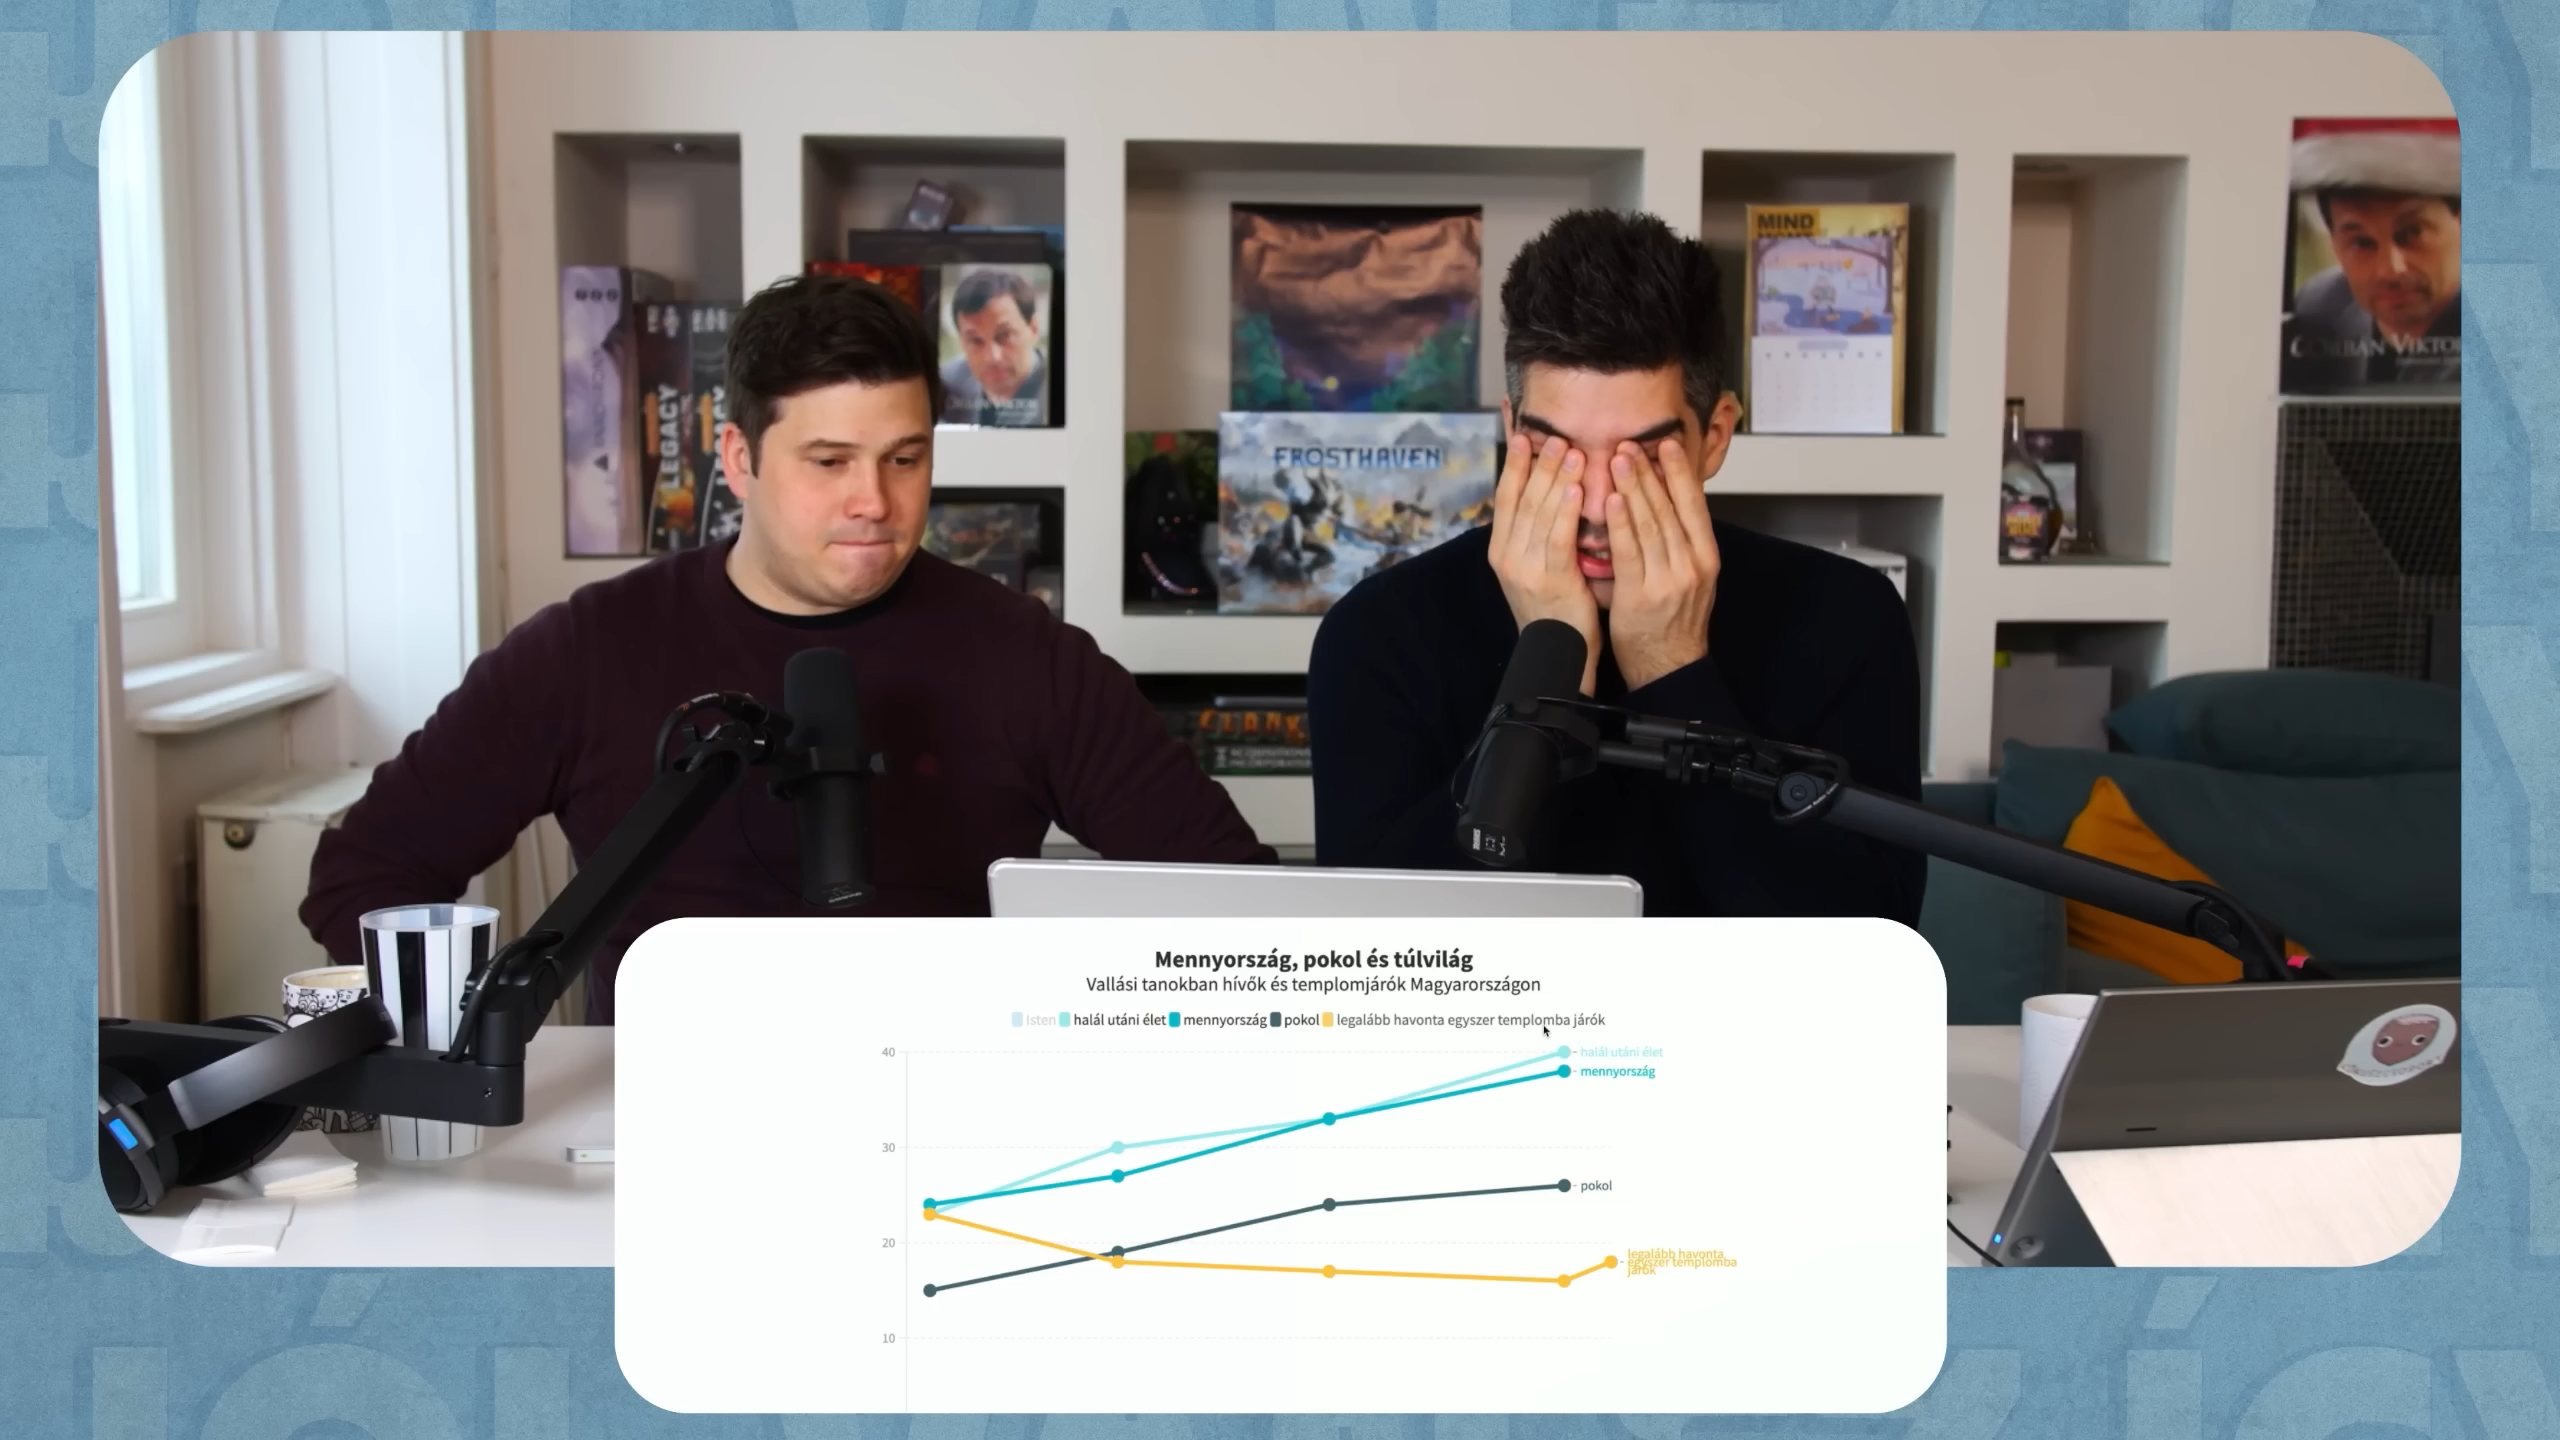 MIND
LEGACY
FROSTHAVEN
ORBÁN VIKTOR
CLANK
Mennyország, pokol és túlvilág
Vallási tanokban hívők és templomjárók Magyarországon
Isten halál utáni élet mennyország pokol legalább havonta egyszer templomba járók
40
halál utáni élet
mennyország
30
pokol
20
legalább havonta
egyszer templomba
járók
10